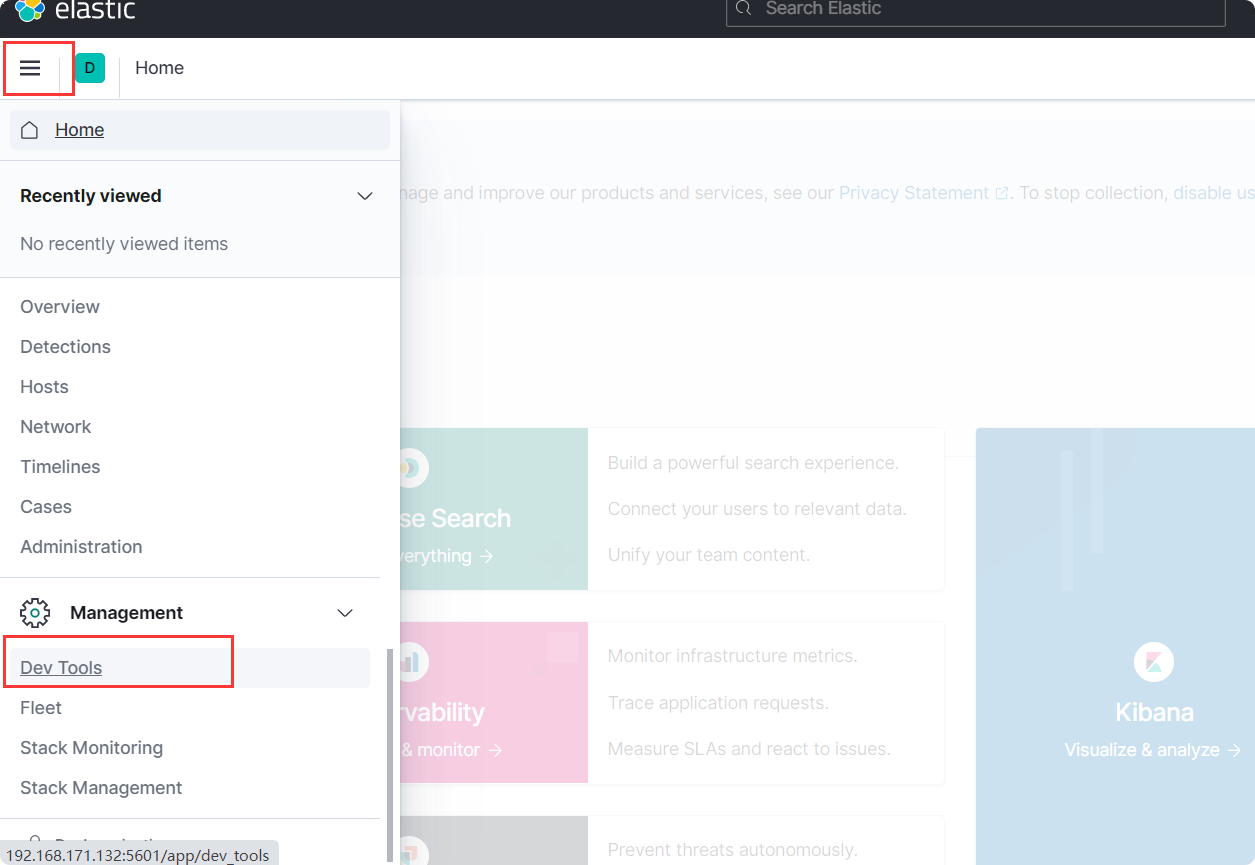 elastic
Search Elastic
D
Home
Home
Recently viewed
No recently viewed items
Overview
Detections
Hosts
Network
Timelines
Cases
Administration
Management
Dev Tools
Fleet
Stack Monitoring
Stack Management
192.168.171.132:5601/app/dev_tools
nage and improve our products and services, see our Privacy Statement. To stop collection, disable us
se Search
verything →
Build a powerful search experience.
Connect your users to relevant data.
Unify your team content.
rvability
& monitor →
Monitor infrastructure metrics.
Trace application requests.
Measure SLAs and react to issues.
Kibana
Visualize & analyze →
Prevent threats autonomously.